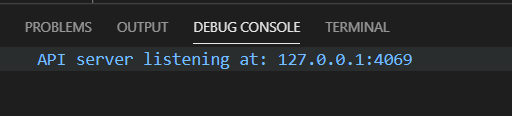 PROBLEMS OUTPUT DEBUG CONSOLE TERMINAL
API server listening at: 127.0.0.1:4069